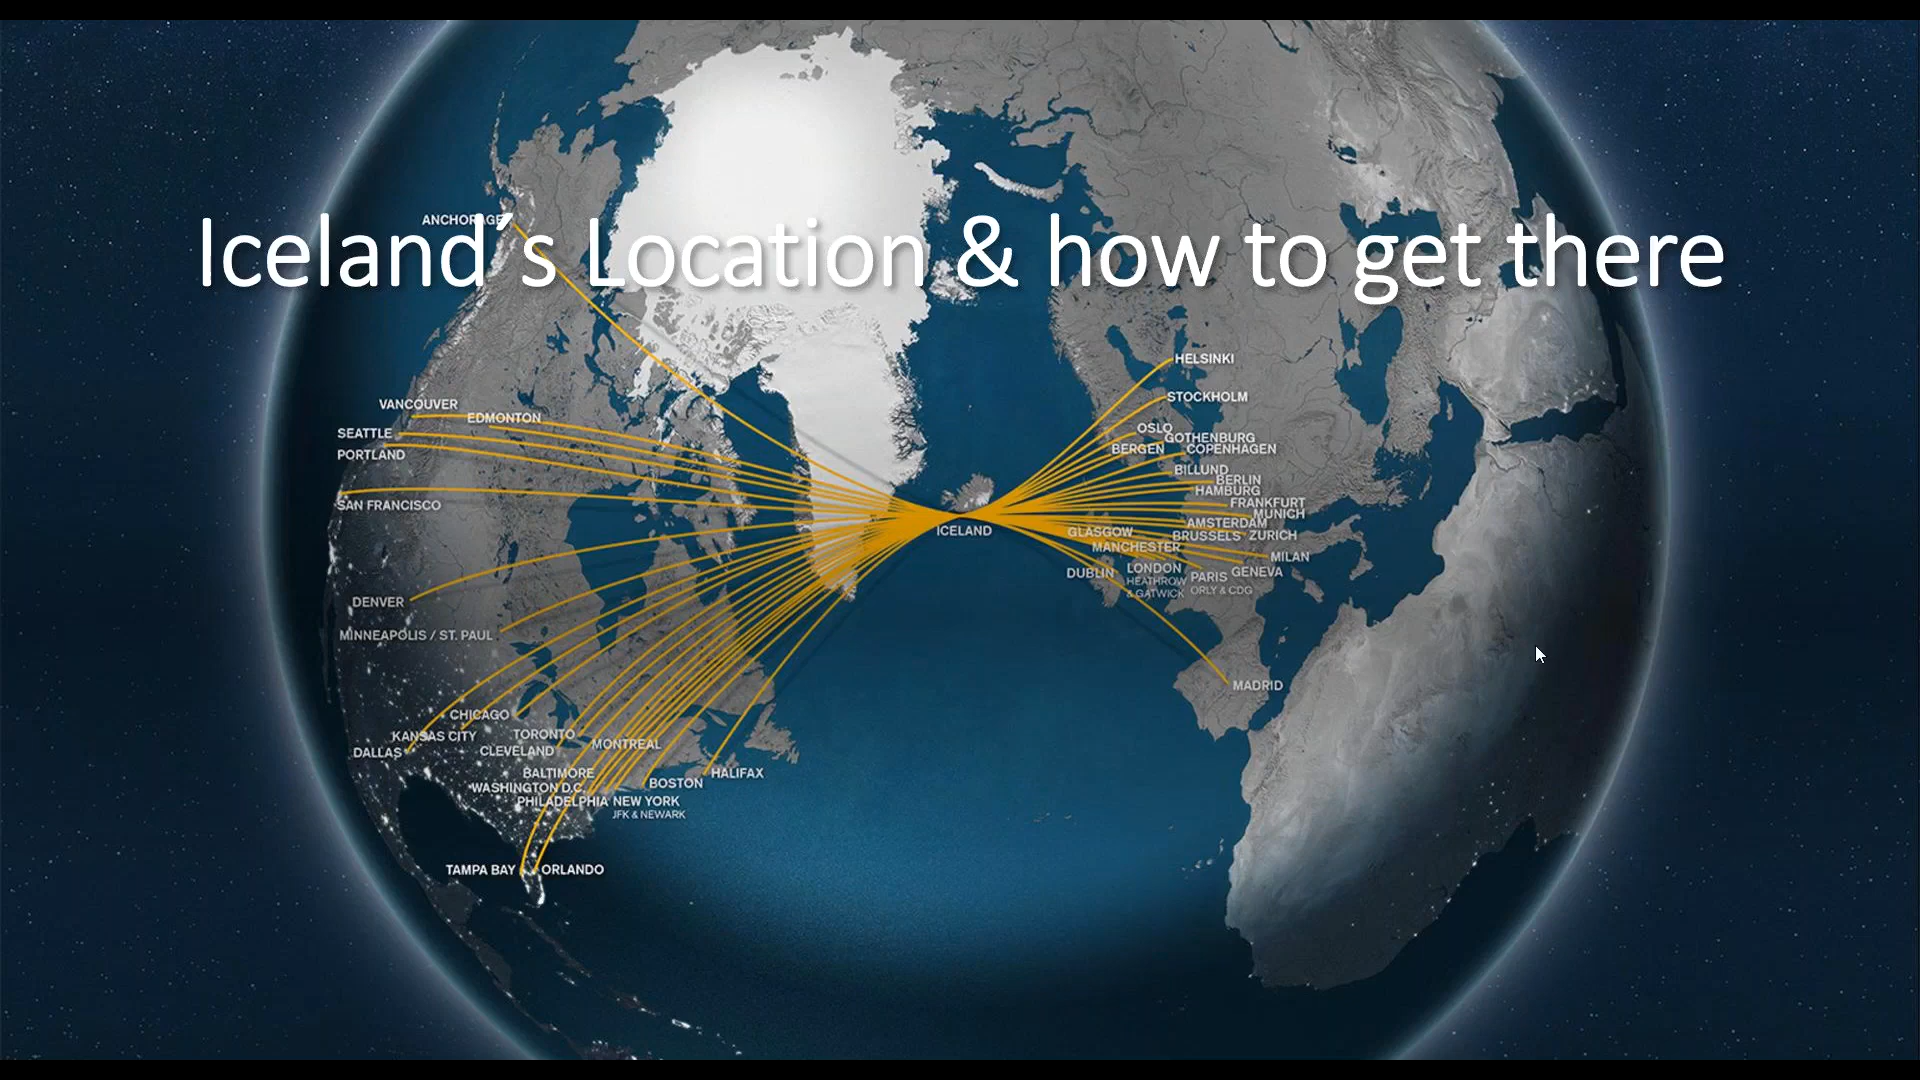 Iceland´s Location & how to get there
ANCHORAGE
VANCOUVER
EDMONTON
SEATTLE
PORTLAND
SAN FRANCISCO
DENVER
MINNEAPOLIS / ST. PAUL
CHICAGO
KANSAS CITY
DALLAS
TORONTO
CLEVELAND
MONTREAL
BALTIMORE
WASHINGTON D.C.
PHILADELPHIA
NEW YORK
JFK & NEWARK
BOSTON
HALIFAX
TAMPA BAY
ORLANDO
ICELAND
HELSINKI
STOCKHOLM
OSLO
GOTHENBURG
BERGEN
COPENHAGEN
BILLUND
BERLIN
HAMBURG
FRANKFURT
MUNICH
AMSTERDAM
GLASGOW
BRUSSELS
ZURICH
MANCHESTER
MILAN
DUBLIN
LONDON
HEATHROW
& GATWICK
PARIS
ORLY & CDG
GENEVA
MADRID